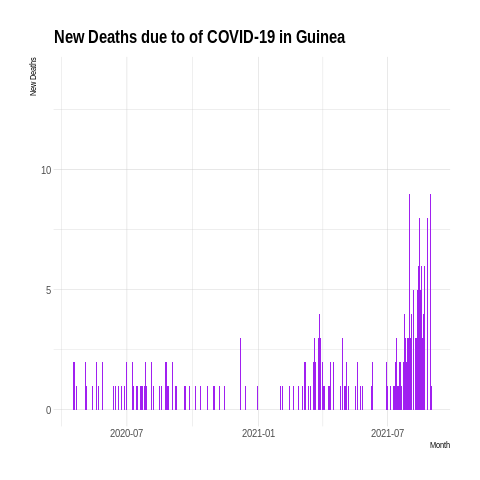 New Deaths due to of COVID-19 in Guinea
New Deaths
10
5
0
2020-07
2021-01
2021-07
Month